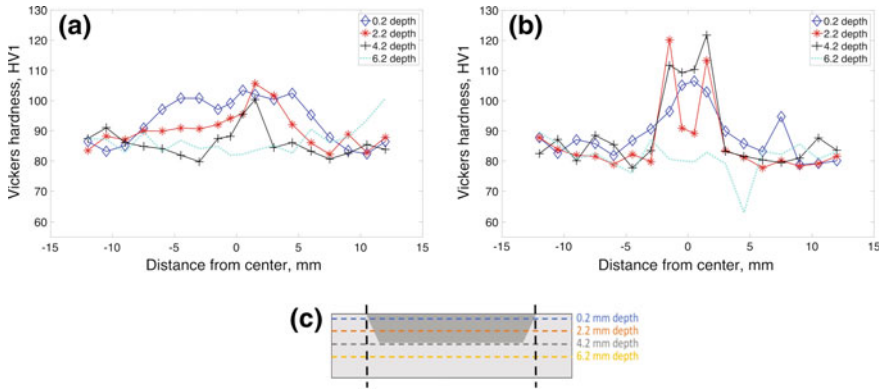 (a)
130
120
110
100
90
80
70
60
Vickers hardness, HV1
-15
-10
-5
0
5
10
15
Distance from center, mm
0.2 depth
2.2 depth
4.2 depth
6.2 depth
(b)
130
120
110
100
90
80
70
60
Vickers hardness, HV1
-15
-10
-5
0
5
10
15
Distance from center, mm
0.2 depth
2.2 depth
4.2 depth
6.2 depth
(c)
0.2 mm depth
2.2 mm depth
4.2 mm depth
6.2 mm depth